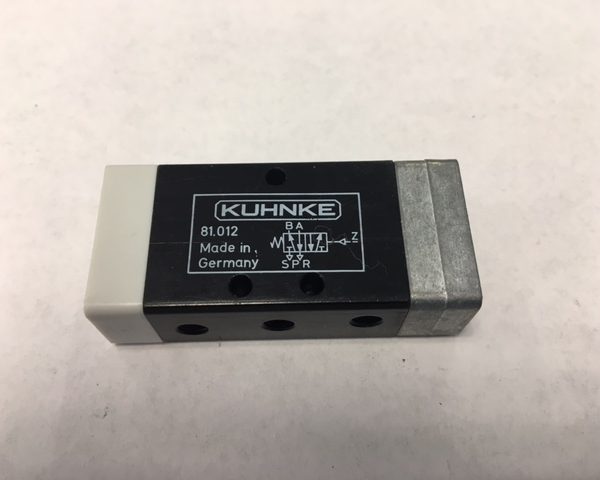 KUHNKE
81.012
Made in
Germany
B A
Z
S P R